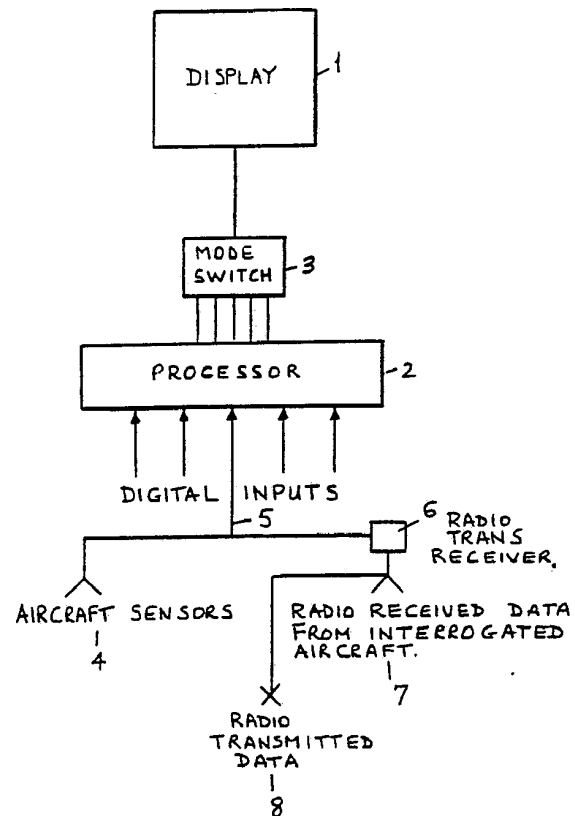 DISPLAY
1
MODE
SWITCH
3
PROCESSOR
2
DIGITAL INPUTS
5
6
RADIO
TRANS
RECEIVER.
AIRCRAFT SENSORS
4
RADIO RECEIVED DATA
FROM INTERROGATED
AIRCRAFT.
7
RADIO
TRANSMITTED
DATA
8